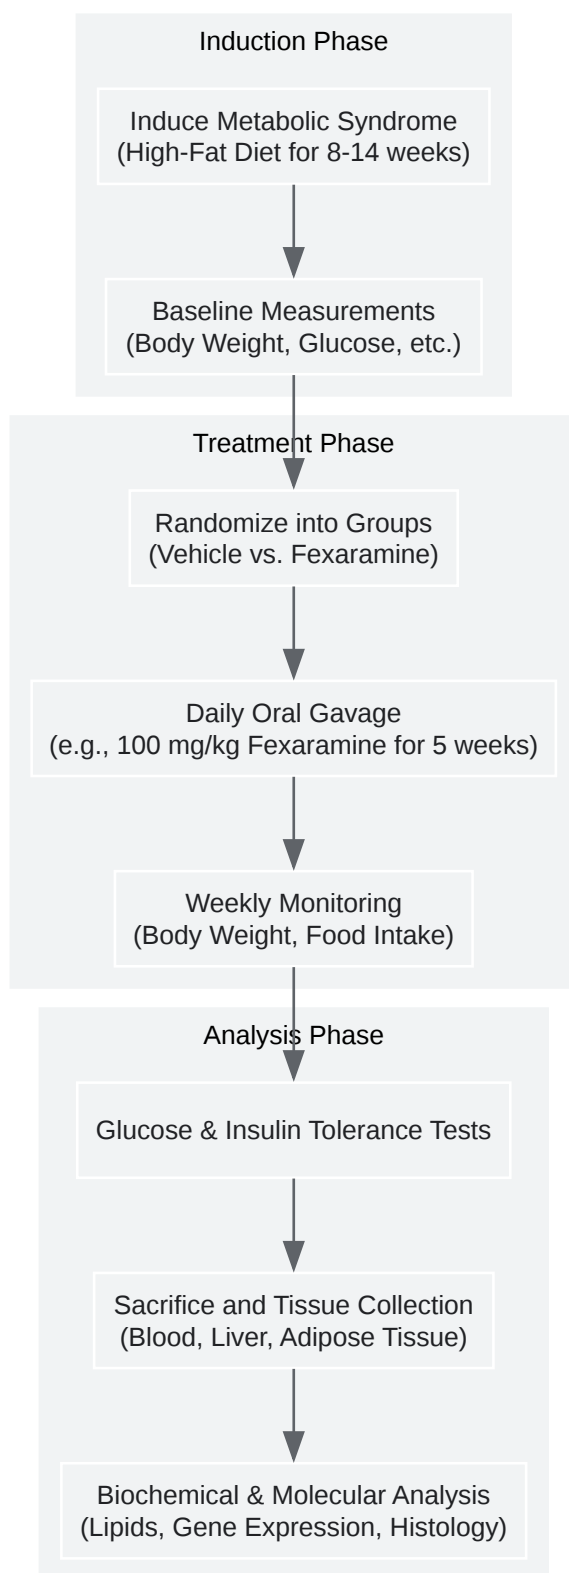 Induction Phase
Induce Metabolic Syndrome
(High-Fat Diet for 8-14 weeks)
Baseline Measurements
(Body Weight, Glucose, etc.)
Treatment Phase
Randomize into Groups
(Vehicle vs. Fexaramine)
Daily Oral Gavage
(e.g., 100 mg/kg Fexaramine for 5 weeks)
Weekly Monitoring
(Body Weight, Food Intake)
Analysis Phase
Glucose & Insulin Tolerance Tests
Sacrifice and Tissue Collection
(Blood, Liver, Adipose Tissue)
Biochemical & Molecular Analysis
(Lipids, Gene Expression, Histology)